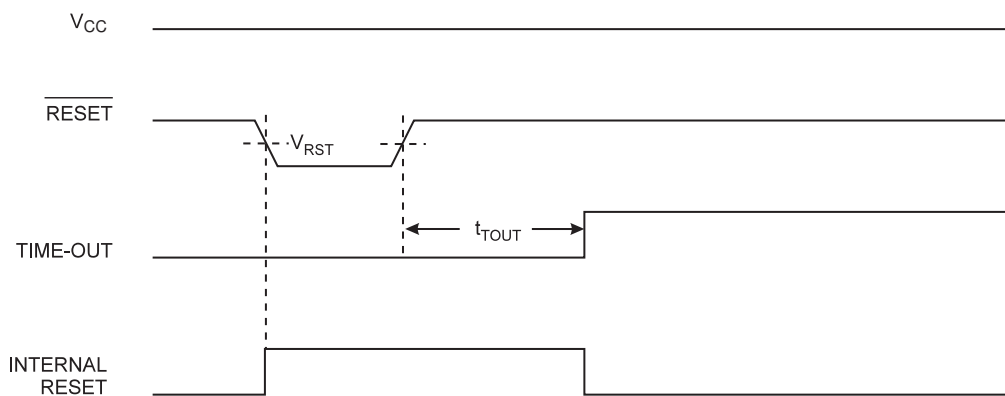 VCC
RESET
VRST
tTOUT
TIME-OUT
INTERNAL
RESET